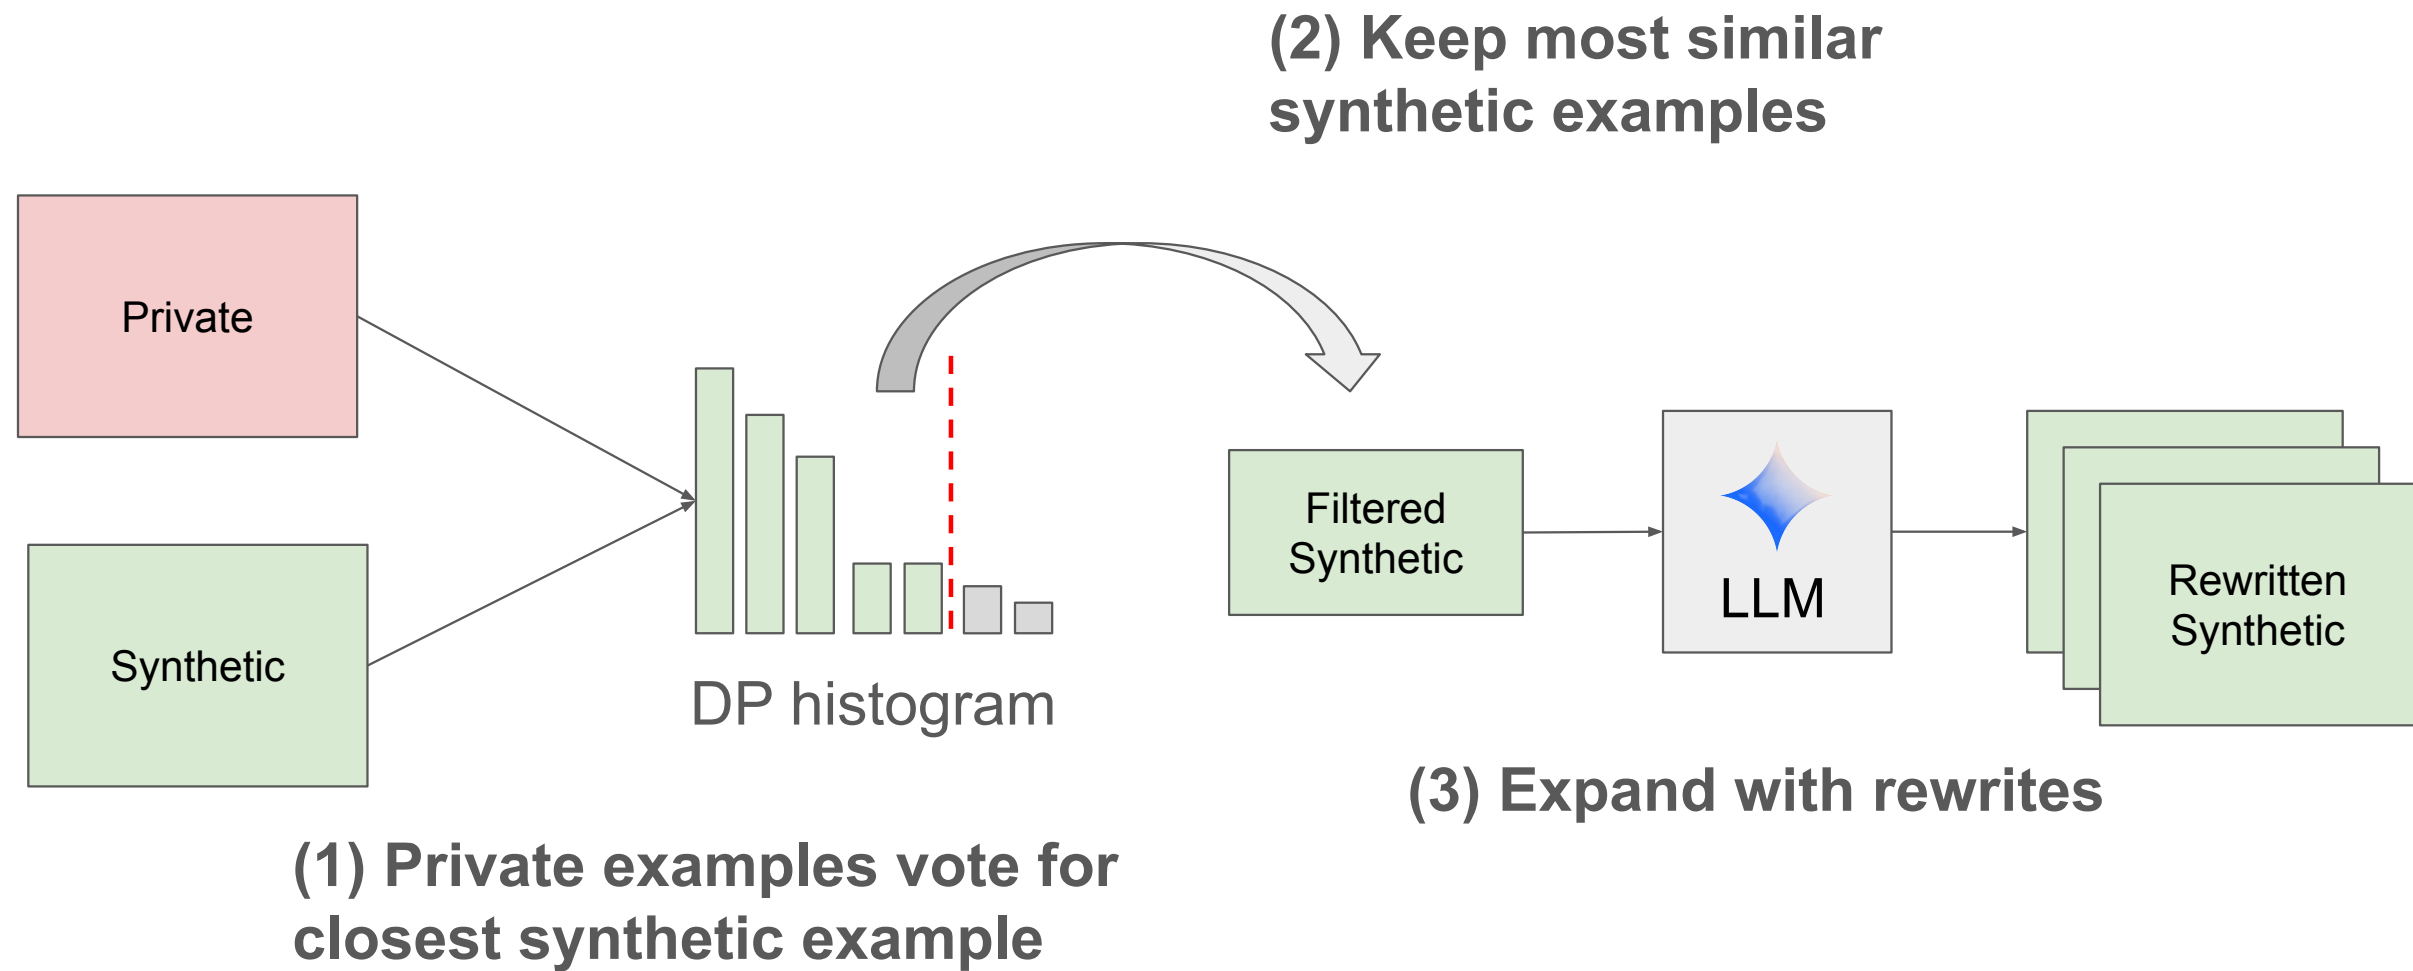 (2) Keep most similar
synthetic examples
Private
Synthetic
DP histogram
(1) Private examples vote for
closest synthetic example
Filtered
Synthetic
LLM
Rewritten
Synthetic
(3) Expand with rewrites